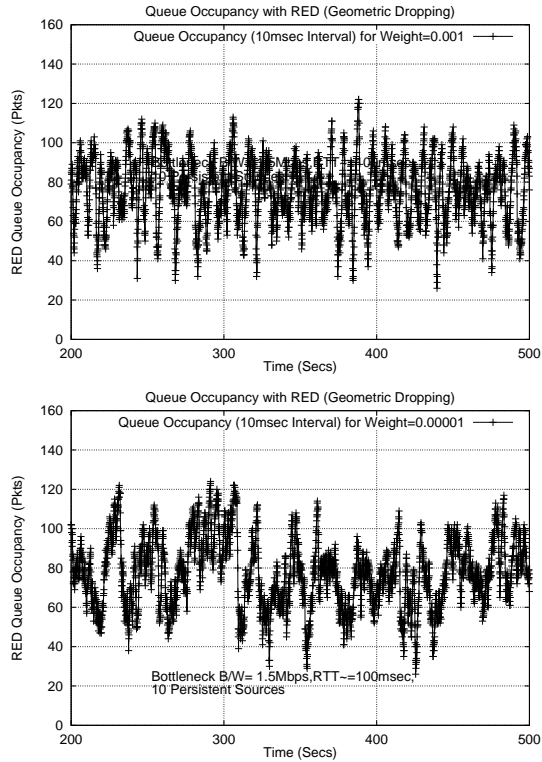 Queue Occupancy with RED (Geometric Dropping)
Queue Occupancy (10msec Interval) for Weight=0.001
RED Queue Occupancy (Pkts)
160
140
120
100
80
60
40
20
0
200
300
400
500
Time (Secs)
Queue Occupancy with RED (Geometric Dropping)
Queue Occupancy (10msec Interval) for Weight=0.00001
RED Queue Occupancy (Pkts)
160
140
120
100
80
60
40
20
0
Bottleneck B/W= 1.5Mbps,RTT~=100msec,
10 Persistent Sources
200
300
400
500
Time (Secs)